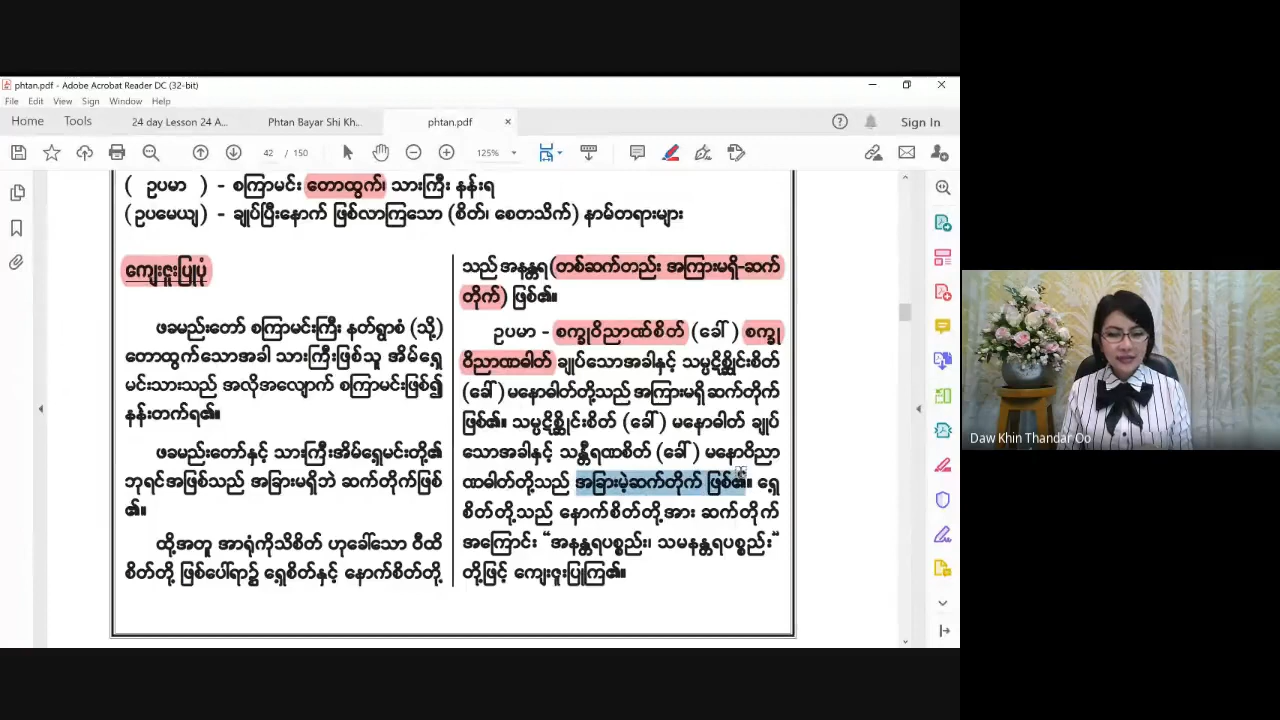 phtan.pdf - Adobe Acrobat Reader DC (32-bit)
File Edit View Sign Window Help
Home Tools 24 day Lesson 24 A... Phtan Bayar Shi Kh... phtan.pdf × Sign In
42 / 150 125%
( ဥပမာ ) - စကြာမင်း တောထွက်၊ သားကြီး နန်းရ
(ဥပမေယျ) - ချုပ်ပြီးနောက် ဖြစ်လာကြသော (စိတ်၊ စေတသိက်) နာမ်တရားများ
ကျေးဇူးပြုပုံ
ဖခမည်းတော် စကြာမင်းကြီး နတ်ရွာစံ (သို့)
တောထွက်သောအခါ သားကြီးဖြစ်သူ အိမ်ရှေ့
မင်းသားသည် အလိုအလျောက် စကြာမင်းဖြစ်၍
နန်းတက်ရ၏။
ဖခမည်းတော်နှင့် သားကြီးအိမ်ရှေ့မင်းတို့၏
ဘုရင်အဖြစ်သည် အခြားမရှိဘဲ ဆက်တိုက်ဖြစ်
၏။
ထို့အတူ အာရုံကိုသိစိတ် ဟုခေါ်သော ဝီထိ
စိတ်တို့ ဖြစ်ပေါ်ရာ၌ ရှေ့စိတ်နှင့် နောက်စိတ်တို့
သည် အနန္တရ(တစ်ဆက်တည်း အကြားမရှိ-ဆက်
တိုက်) ဖြစ်၏။
ဥပမာ - စက္ခုဝိညာဏ်စိတ် (ခေါ်) စက္ခု
ဝိညာဏဓါတ် ချုပ်သောအခါနှင့် သမ္ပဋိစ္ဆိုင်းစိတ်
(ခေါ်) မနောဓါတ်တို့သည် အကြားမရှိ ဆက်တိုက်
ဖြစ်၏။ သမ္ပဋိစ္ဆိုင်းစိတ် (ခေါ်) မနောဓါတ် ချုပ်
သောအခါနှင့် သန္တီရဏစိတ် (ခေါ်) မနောဝိညာ
ဏဓါတ်တို့သည် အခြားမဲ့ဆက်တိုက် ဖြစ်၏။ ရှေ့
စိတ်တို့သည် နောက်စိတ်တို့အား ဆက်တိုက်
အကြောင်း “အနန္တရပစ္စည်း၊ သမနန္တရပစ္စည်း“
တို့ဖြင့် ကျေးဇူးပြုကြ၏။
Daw Khin Thandar Oo